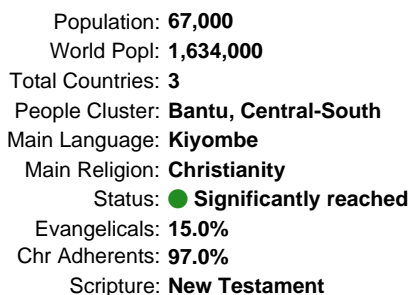 Population: 67,000
World Popl: 1,634,000
Total Countries: 3
People Cluster: Bantu, Central-South
Main Language: Kiyombe
Main Religion: Christianity
Status: Significantly reached
Evangelicals: 15.0%
Chr Adherents: 97.0%
Scripture: New Testament